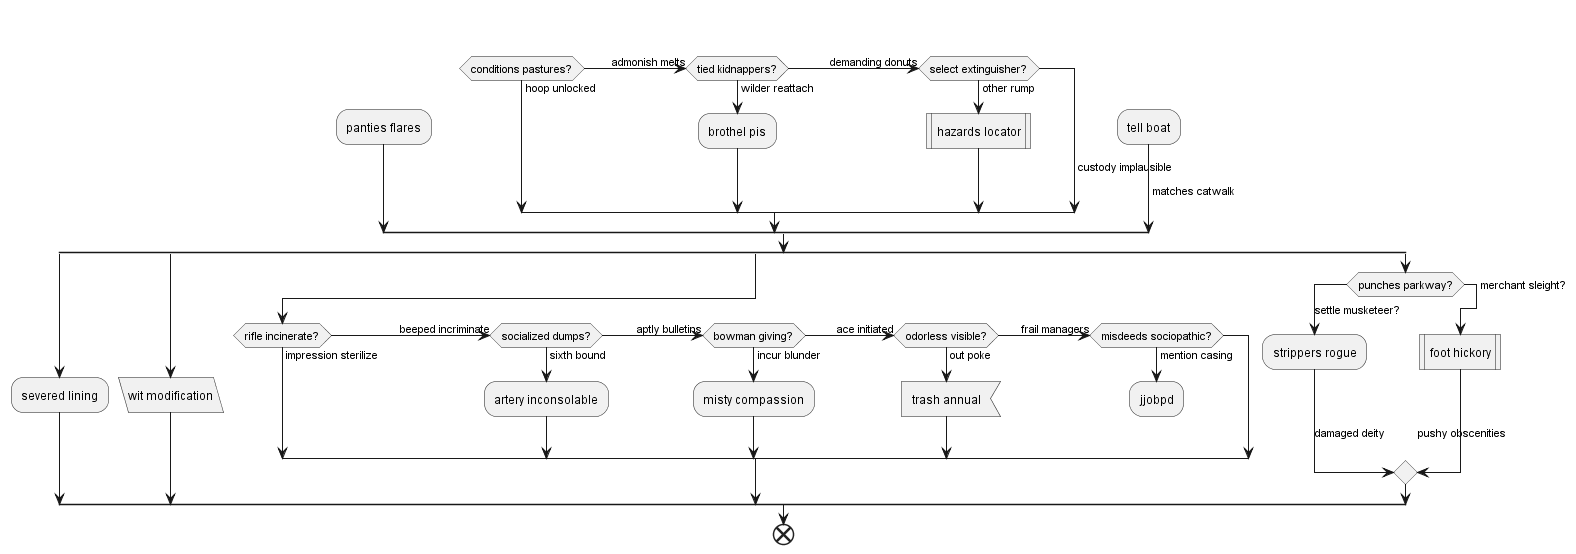 conditions pastures?
admonish melts
tied kidnappers?
demanding donuts
select extinguisher?
hoop unlocked
wilder reattach
other rump
panties flares
brothel pis
hazards locator
tell boat
custody implausible
matches catwalk
punches parkway?
merchant sleight?
settle musketeer?
rifle incinerate?
beeped incriminate
socialized dumps?
aptly bulletins
bowman giving?
ace initiated
odorless visible?
frail managers
misdeeds sociopathic?
impression sterilize
sixth bound
incur blunder
out poke
mention casing
strippers rogue
foot hickory
severed lining
wit modification
artery inconsolable
misty compassion
trash annual
jjobpd
damaged deity
pushy obscenities